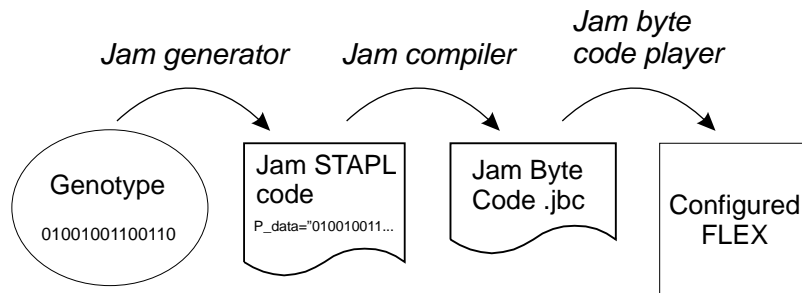 Jam generator
Jam compiler
Jam byte
code player
Genotype
01001001100110
Jam STAPL
code
P_data="010010011...
Jam Byte
Code .jbc
Configured
FLEX